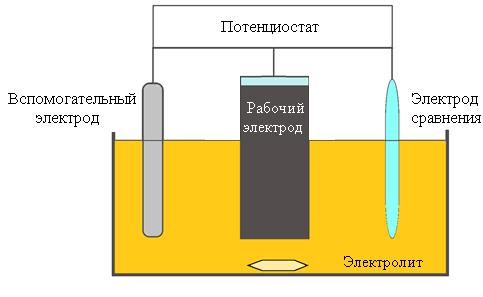 Потенциостат
Вспомогательный
электрод
Рабочий
электрод
Электрод
сравнения
Электролит